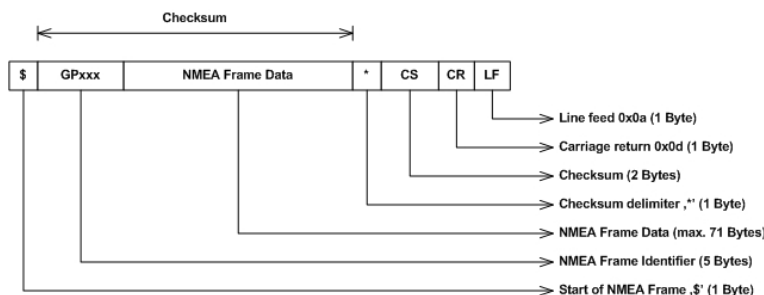 Checksum
$ GPxxx NMEA Frame Data * CS CR LF
Line feed 0x0a (1 Byte)
Carriage return 0x0d (1 Byte)
Checksum (2 Bytes)
Checksum delimiter ‚*’ (1 Byte)
NMEA Frame Data (max. 71 Bytes)
NMEA Frame Identifier (5 Bytes)
Start of NMEA Frame ‚$’ (1 Byte)